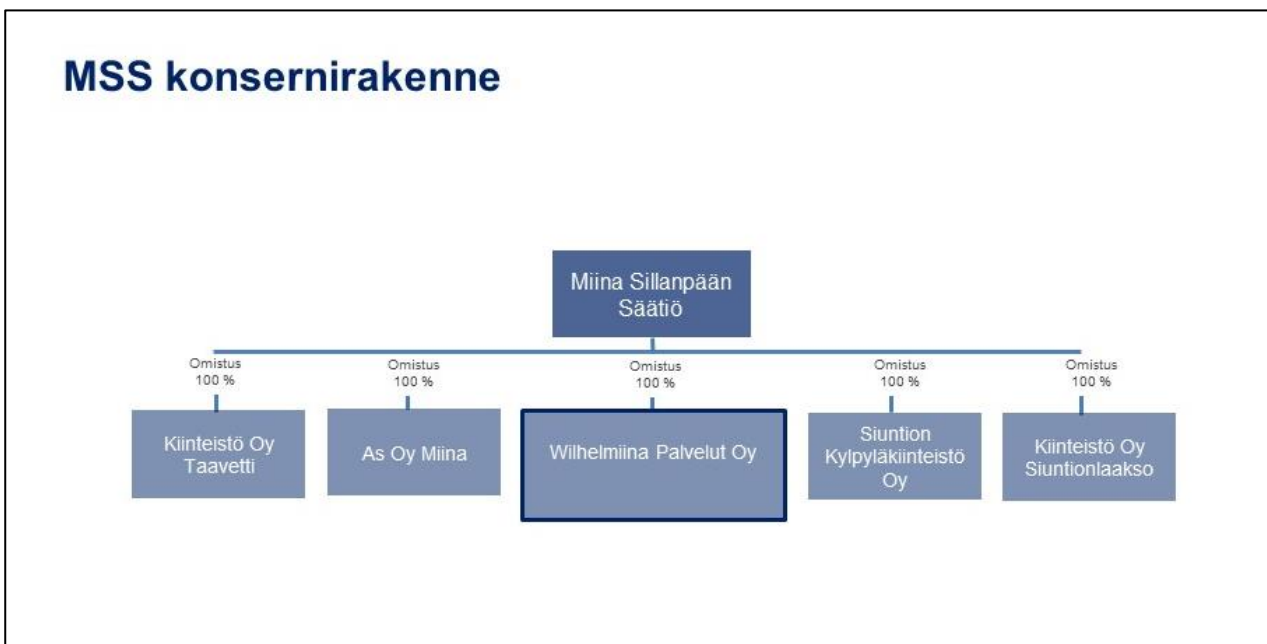 MSS konsernirakenne
Miina Sillanpään
Säätiö
Omistus
100 %
Omistus
100 %
Omistus
100 %
Omistus
100 %
Omistus
100 %
Kiinteistö Oy
Taavetti
As Oy Miina
Wilhelmiina Palvelut Oy
Siuntion
Kylpyläkiinteistö
Oy
Kiinteistö Oy
Siuntionlaakso